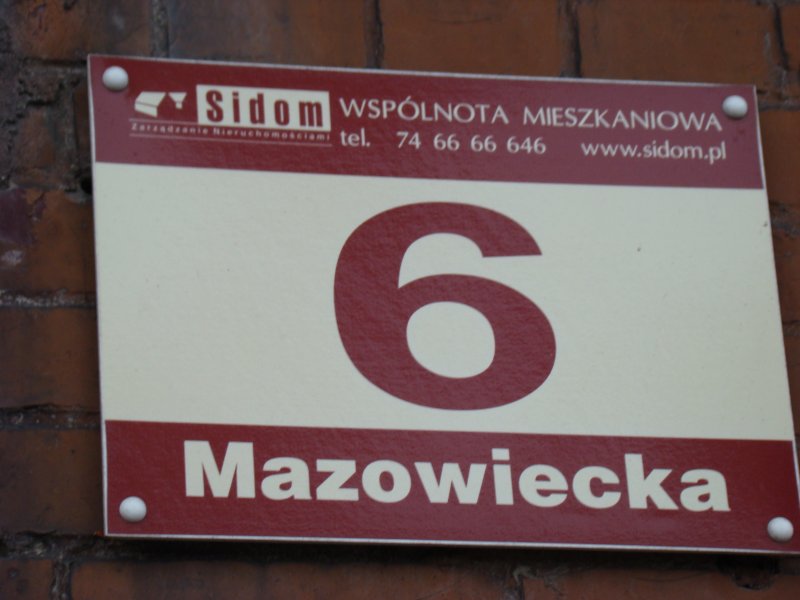 Sidom WSPÓLNOTA MIESZKANIOWA
Zarządzanie Nieruchomościami tel. 74 66 66 646 www.sidom.pl
6
Mazowiecka